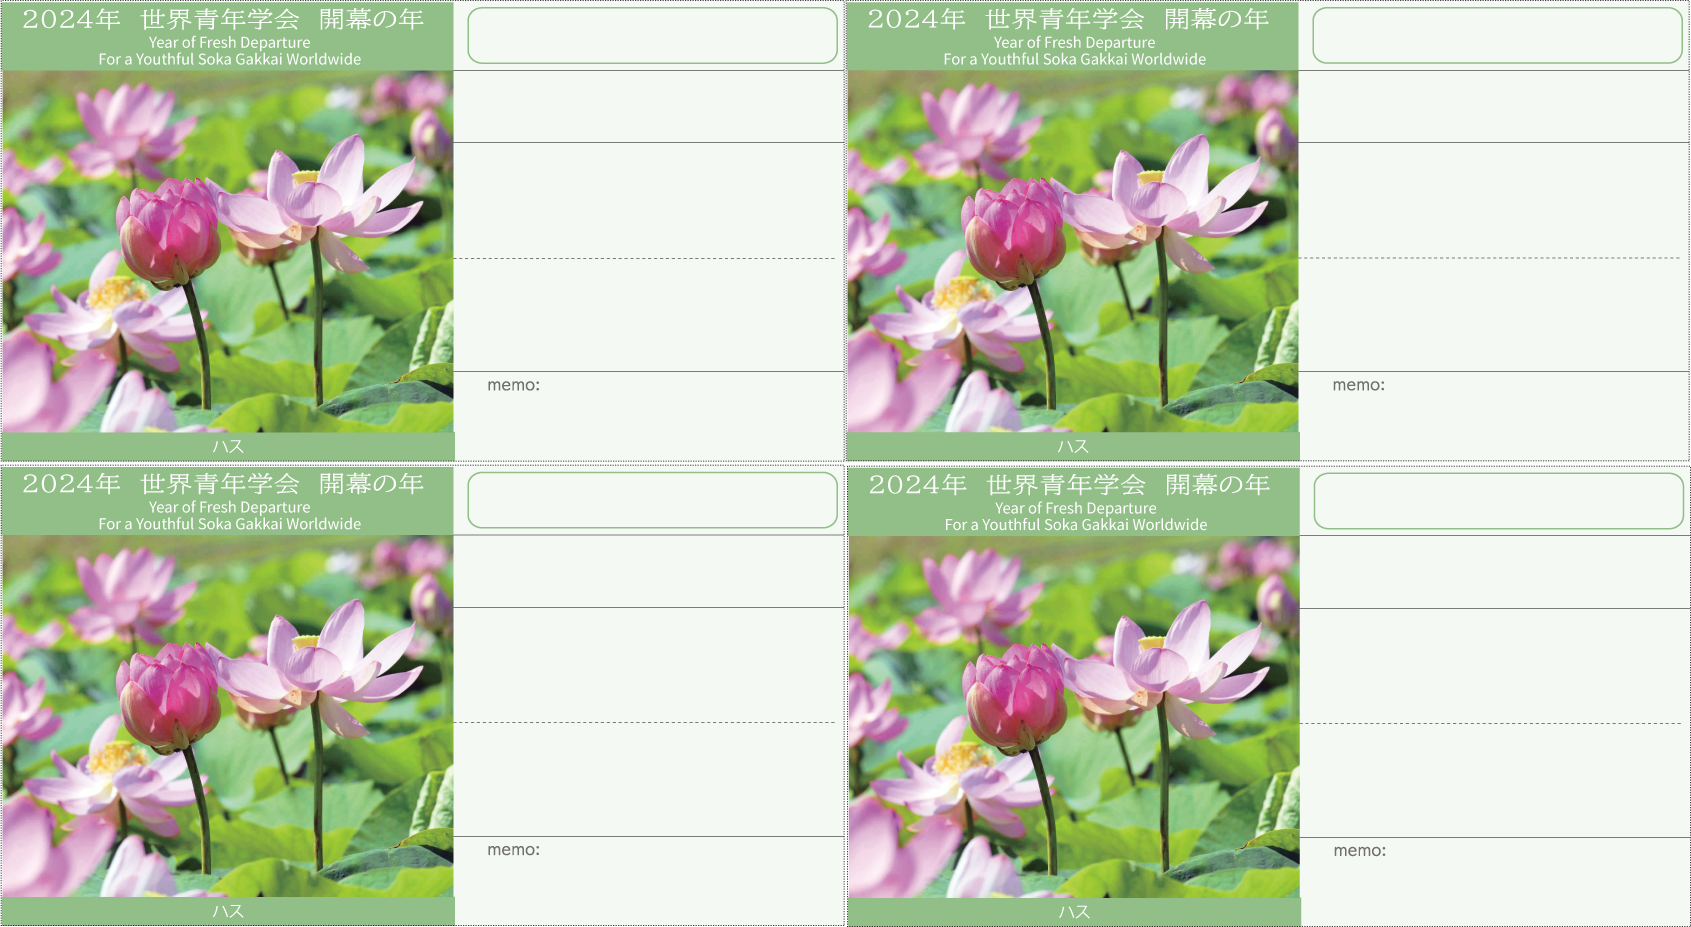 2024年 世界青年学会 開幕の年
Year of Fresh Departure
For a Youthful Soka Gakkai Worldwide
memo:
ハス
2024年 世界青年学会 開幕の年
Year of Fresh Departure
For a Youthful Soka Gakkai Worldwide
memo:
ハス
2024年 世界青年学会 開幕の年
Year of Fresh Departure
For a Youthful Soka Gakkai Worldwide
memo:
ハス
2024年 世界青年学会 開幕の年
Year of Fresh Departure
For a Youthful Soka Gakkai Worldwide
memo:
ハス